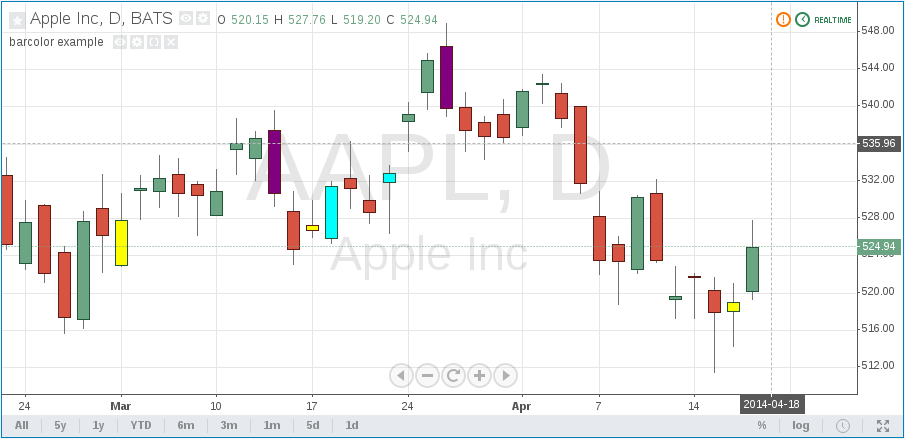 Apple Inc, D, BATS O 520.15 H 527.76 L 519.20 C 524.94
REALTIME
barcolor example
AAPL, D
Apple Inc
548.00
544.00
540.00
535.96
532.00
528.00
524.94
524.00
520.00
516.00
512.00
24 Mar 10 17 24 Apr 7 14 2014-04-18
All 5y 1y YTD 6m 3m 1m 5d 1d % log